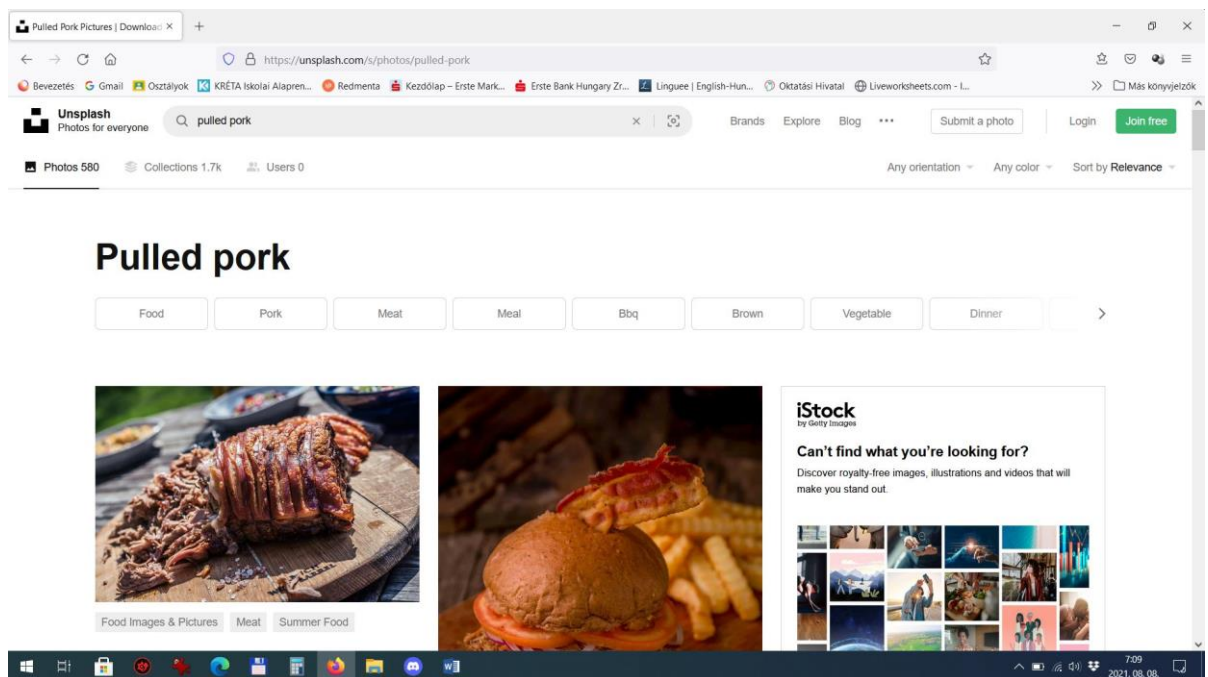 Pulled Pork Pictures | Download
https://unsplash.com/s/photos/pulled-pork
Bevezetés Gmail Osztályok KRÉTA Iskolai Alapren... Redmenta Kezdőlap – Erste Mark... Erste Bank Hungary Zr... Linguee | English-Hun... Oktatási Hivatal Liveworksheets.com - I... Más könyvjelzők
Unsplash
Photos for everyone
pulled pork
Brands Explore Blog Submit a photo Login Join free
Photos 580 Collections 1.7k Users 0 Any orientation Any color Sort by Relevance
Pulled pork
Food Pork Meat Meal Bbq Brown Vegetable Dinner
iStock
by Getty Images
Can't find what you're looking for?
Discover royalty-free images, illustrations and videos that will
make you stand out.
Food Images & Pictures Meat Summer Food
7:09
2021. 08. 08.